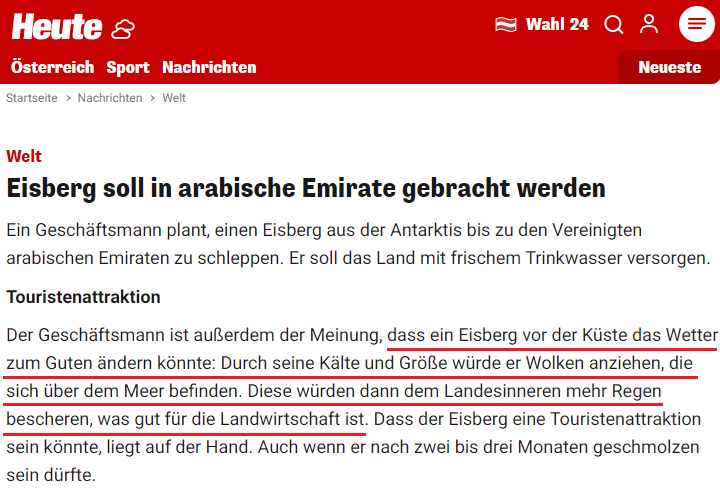 Heute
Wahl 24
Österreich Sport Nachrichten Neueste
Startseite > Nachrichten > Welt
Welt
Eisberg soll in arabische Emirate gebracht werden
Ein Geschäftsmann plant, einen Eisberg aus der Antarktis bis zu den Vereinigten
arabischen Emiraten zu schleppen. Er soll das Land mit frischem Trinkwasser versorgen.
Touristenattraktion
Der Geschäftsmann ist außerdem der Meinung, dass ein Eisberg vor der Küste das Wetter
zum Guten ändern könnte: Durch seine Kälte und Größe würde er Wolken anziehen, die
sich über dem Meer befinden. Diese würden dann dem Landesinneren mehr Regen
bescheren, was gut für die Landwirtschaft ist. Dass der Eisberg eine Touristenattraktion
sein könnte, liegt auf der Hand. Auch wenn er nach zwei bis drei Monaten geschmolzen
sein dürfte.